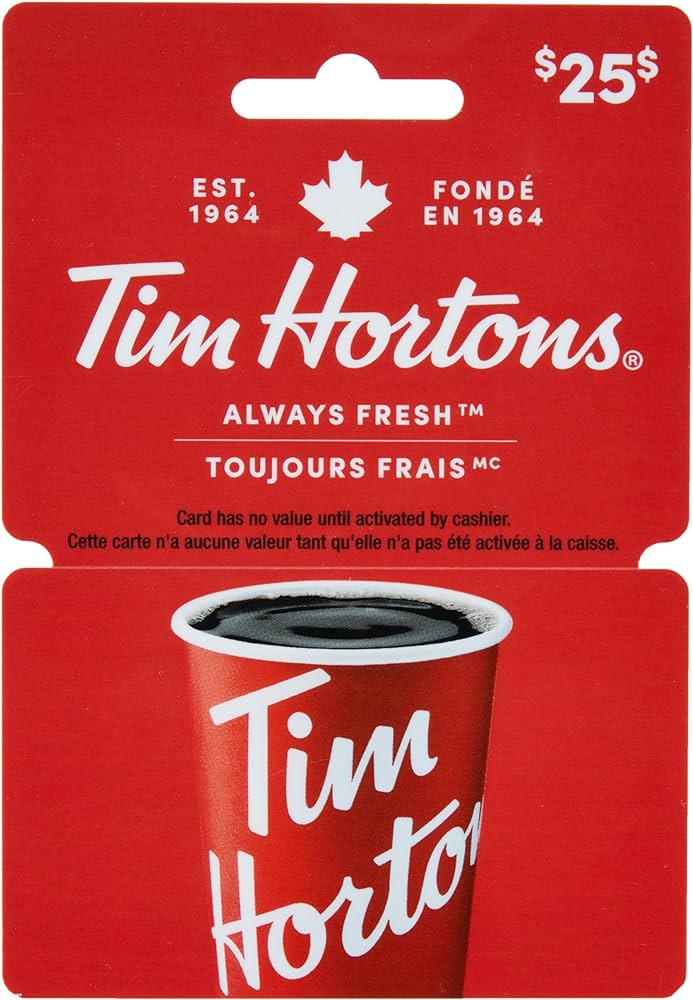 $25$
EST.
1964
FONDÉ
EN 1964
Tim Hortons®
ALWAYS FRESH™
TOUJOURS FRAIS MC
Card has no value until activated by cashier.
Cette carte n'a aucune valeur tant qu'elle n'a pas été activée à la caisse.
Tim
Horton